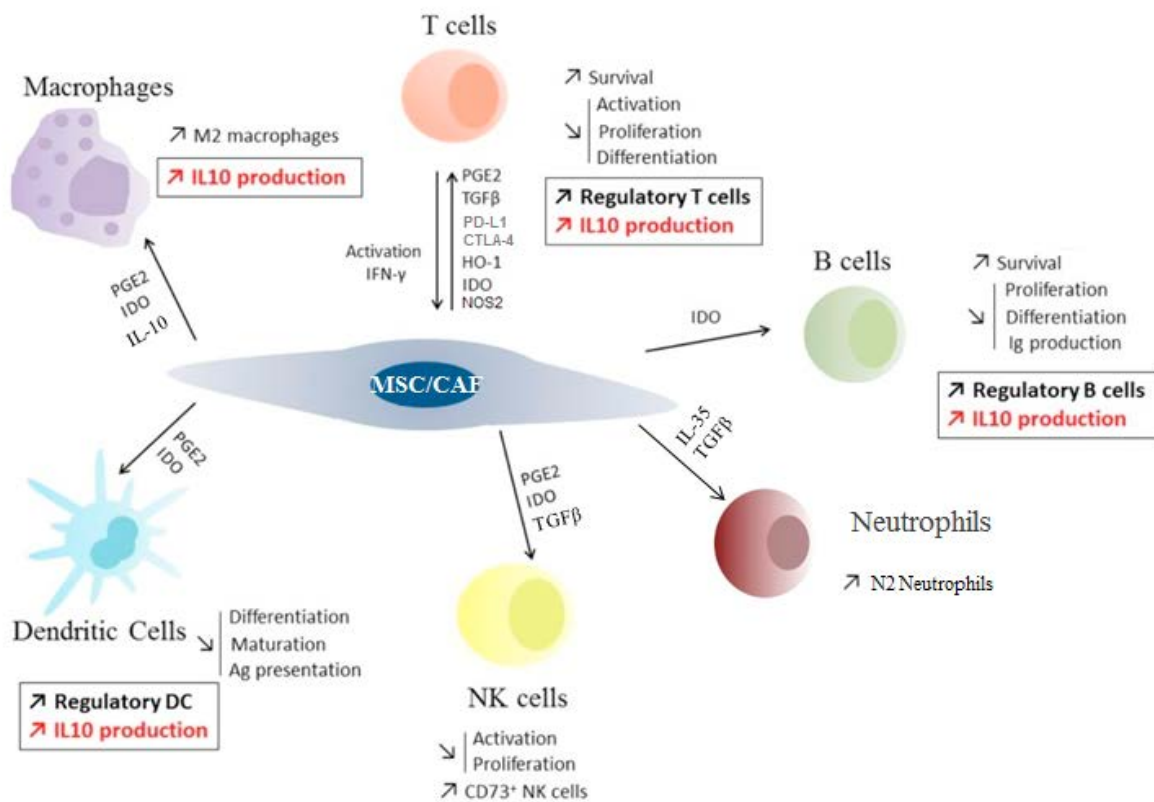 T cells
↗ Survival
↘ Activation
Proliferation
Differentiation
↗ Regulatory T cells
↗ IL10 production
Macrophages
↗ M2 macrophages
↗ IL10 production
PGE2
IDO
IL-10
Activation
IFN-γ
PGE2
TGFβ
PD-L1
CTLA-4
HO-1
IDO
NOS2
B cells
↗ Survival
↘ Proliferation
Differentiation
Ig production
↗ Regulatory B cells
↗ IL10 production
IDO
MSC/CAF
IL-35
TGFβ
Neutrophils
↗ N2 Neutrophils
PGE2
IDO
Dendritic Cells
↘ Differentiation
Maturation
Ag presentation
↗ Regulatory DC
↗ IL10 production
PGE2
IDO
TGFβ
NK cells
↘ Activation
Proliferation
↗ CD73⁺ NK cells